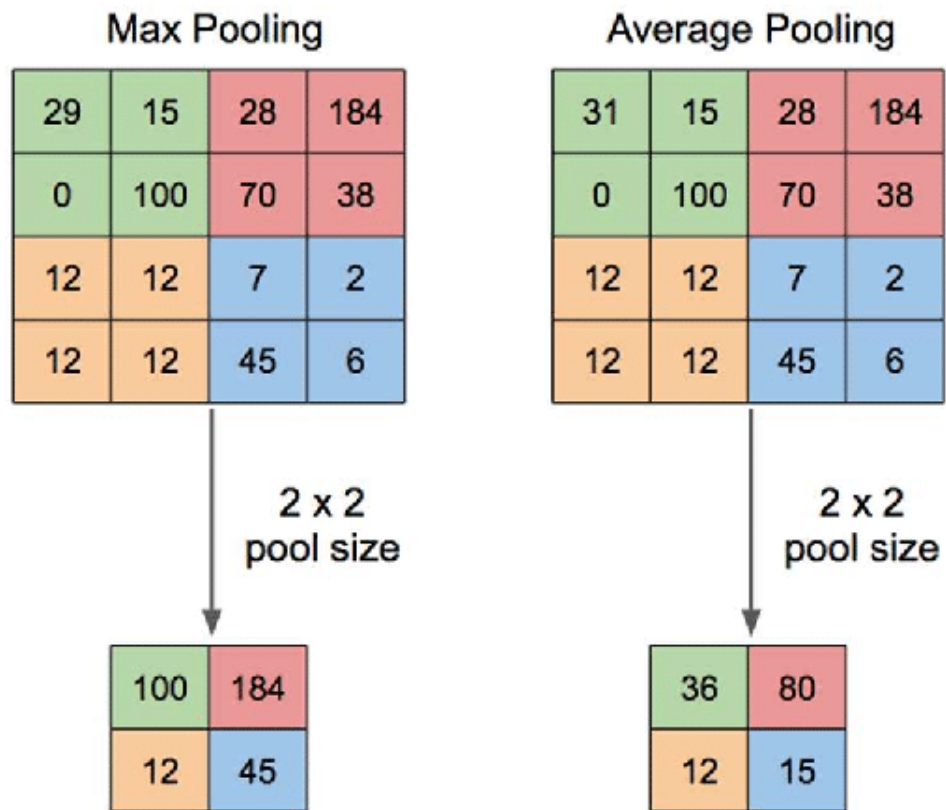 Max Pooling
29 15 28 184
0 100 70 38
12 12 7 2
12 12 45 6
2 x 2
pool size
100 184
12 45
Average Pooling
31 15 28 184
0 100 70 38
12 12 7 2
12 12 45 6
2 x 2
pool size
36 80
12 15